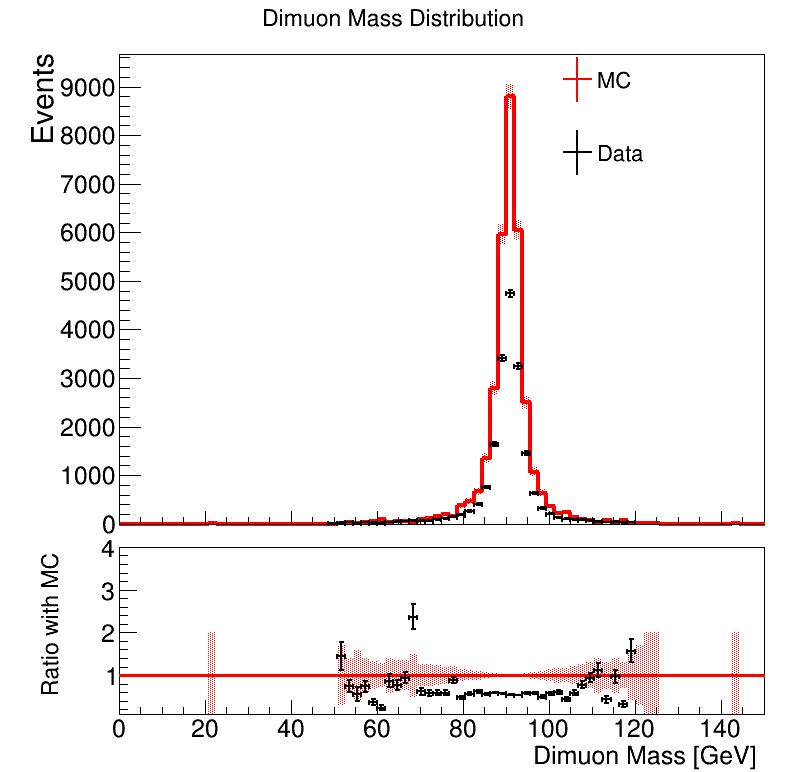 Dimuon Mass Distribution
Events
9000
8000
7000
6000
5000
4000
3000
2000
1000
0
MC
Data
Ratio with MC
4
3
2
1
0 20 40 60 80 100 120 140
Dimuon Mass [GeV]